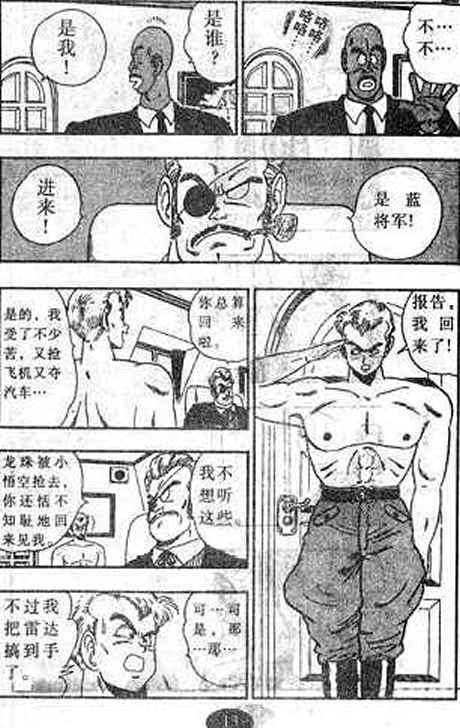 不…
不…
咯咯…
咯咯…
是谁?
是我!
是蓝
将军!
进来!
报告,
我回
来了!
你总算
回来
啦。
是的,我
受了不少
苦,又抢
飞机又夺
汽车…
我不
想听
这些。
龙珠被小
悟空抢去,
你还恬不
知耻地回
来见我。
可…可
是,那
…那…
不过我
把雷达
搞到手
了。